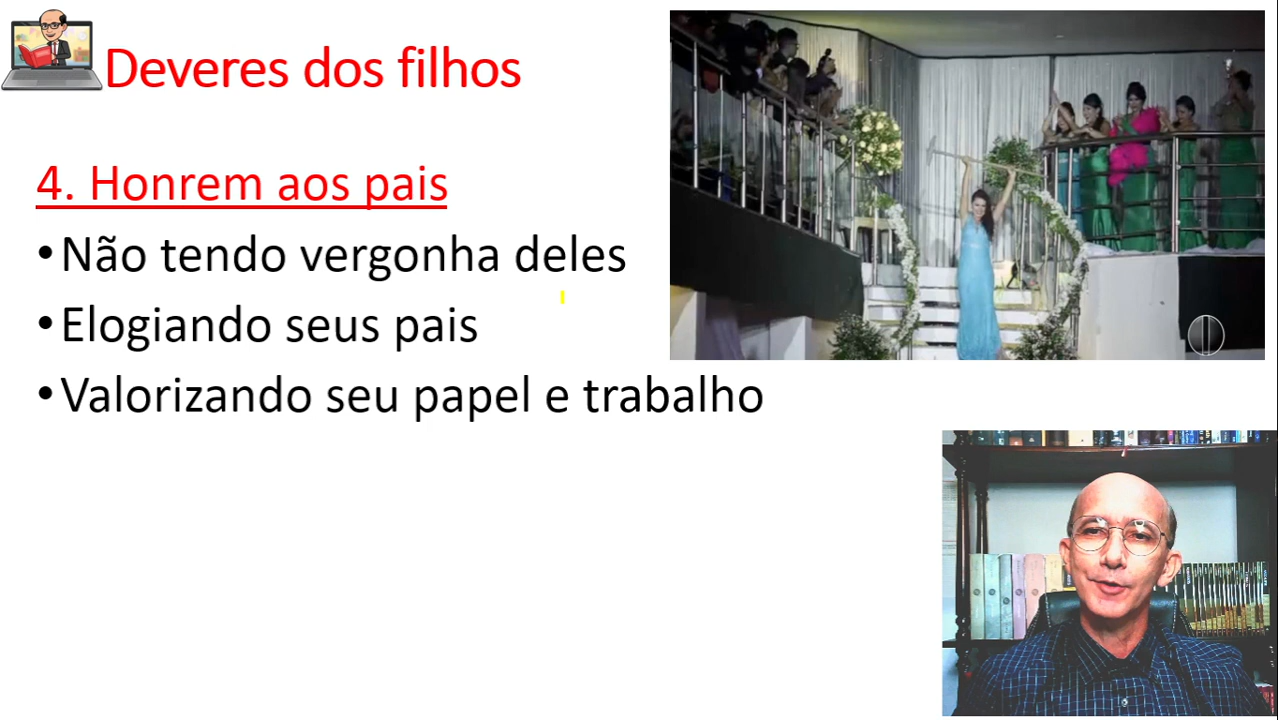 Deveres dos filhos
4. Honrem aos pais
•Não tendo vergonha deles
•Elogiando seus pais
•Valorizando seu papel e trabalho